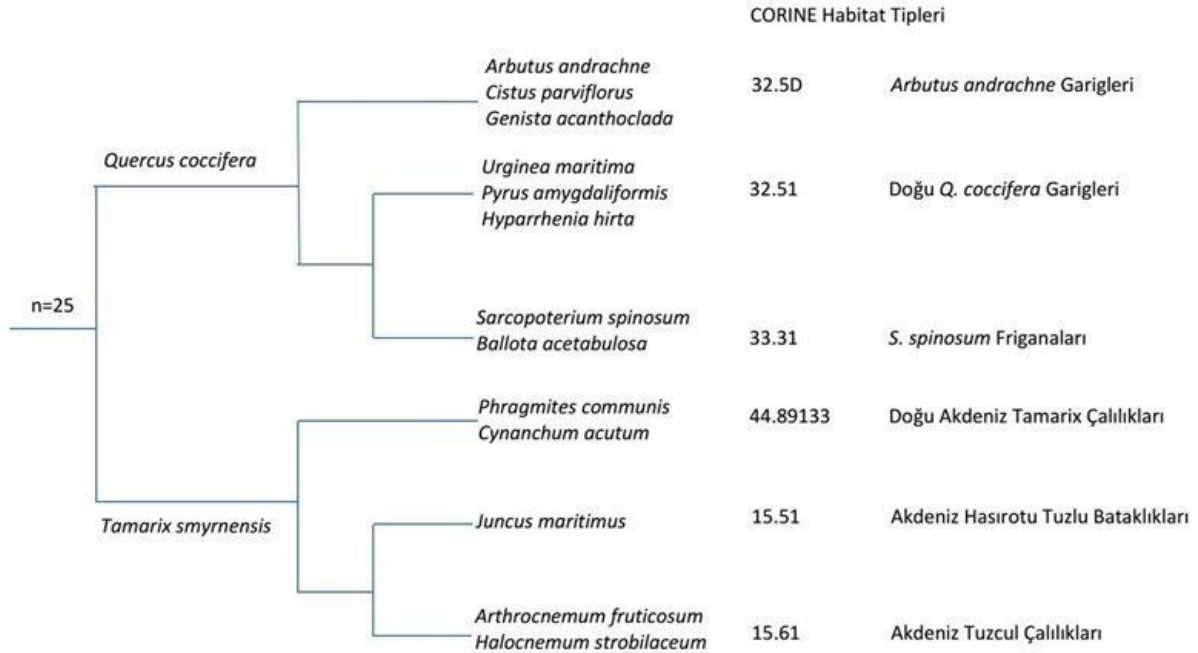 CORINE Habitat Tipleri
Arbutus andrachne
Cistus parviflorus
Genista acanthoclada
32.5D
Arbutus andrachne Garigleri
Quercus coccifera
Urginea maritima
Pyrus amygdaliformis
Hyparrhenia hirta
32.51
Doğu Q. coccifera Garigleri
n=25
Sarcopoterium spinosum
Ballota acetabulosa
33.31
S. spinosum Friganaları
Phragmites communis
Cynanchum acutum
44.89133
Doğu Akdeniz Tamarix Çalılıkları
Tamarix smyrnensis
Juncus maritimus
15.51
Akdeniz Hasırotu Tuzlu Bataklıkları
Arthrocnemum fruticosum
Halocnemum strobilaceum
15.61
Akdeniz Tuzcul Çalılıkları